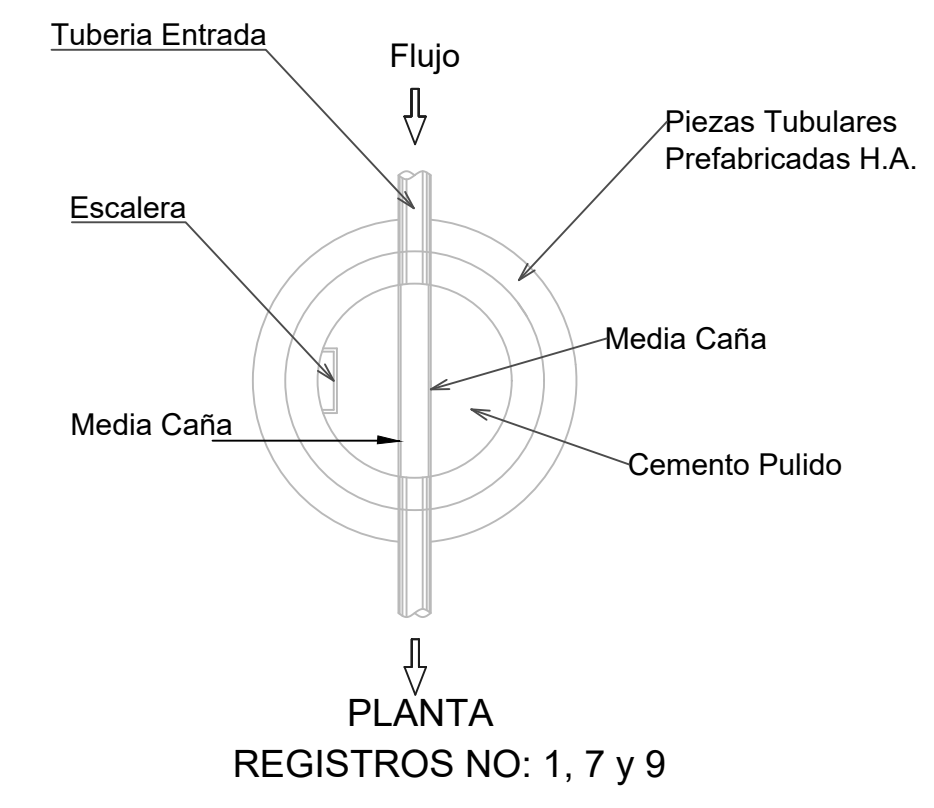 Tuberia Entrada
Flujo
Piezas Tubulares
Prefabricadas H.A.
Escalera
Media Caña
Media Caña
Cemento Pulido
PLANTA
REGISTROS NO: 1, 7 y 9